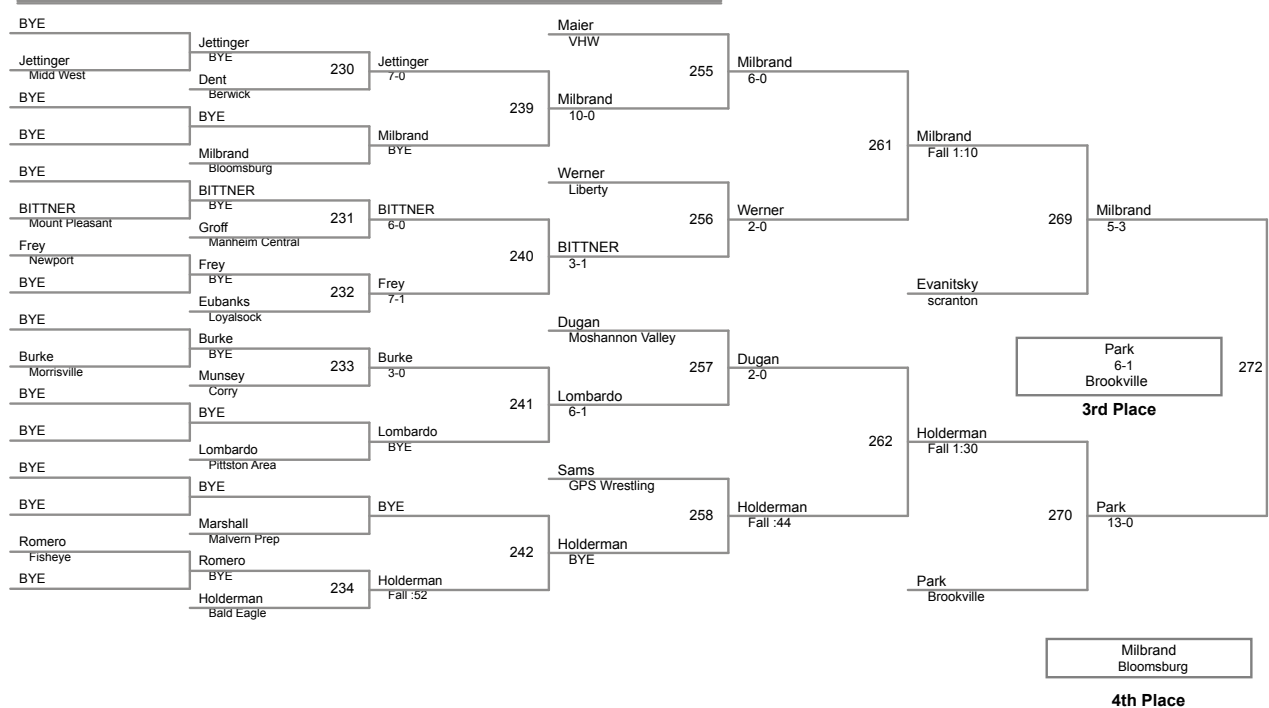 BYE
Jettinger
Midd West
BYE
BYE
BYE
BITTNER
Mount Pleasant
Frey
Newport
BYE
BYE
Burke
Morrisville
BYE
BYE
BYE
BYE
Romero
Fisheye
BYE
Jettinger
BYE
230
Dent
Berwick
BYE
Milbrand
Bloomsburg
BITTNER
BYE
231
Groff
Manheim Central
Frey
BYE
232
Eubanks
Loyalsock
Burke
BYE
233
Munsey
Corry
BYE
Lombardo
Pittston Area
BYE
Marshall
Malvern Prep
Romero
BYE
234
Holderman
Bald Eagle
Jettinger
7-0
239
Milbrand
BYE
BITTNER
6-0
240
Frey
7-1
Burke
3-0
241
Lombardo
BYE
BYE
242
Holderman
Fall :52
Maier
VHW
255
Milbrand
10-0
Werner
Liberty
256
BITTNER
3-1
Dugan
Moshannon Valley
257
Lombardo
6-1
Sams
GPS Wrestling
258
Holderman
BYE
Milbrand
6-0
261
Werner
2-0
Dugan
2-0
262
Holderman
Fall :44
Milbrand
Fall 1:10
269
Evanitsky
scranton
Holderman
Fall 1:30
270
Park
Brookville
Milbrand
5-3
272
Park
13-0
Park
6-1
Brookville
3rd Place
Milbrand
Bloomsburg
4th Place